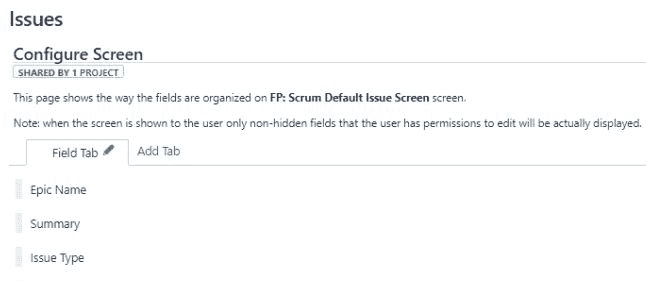 Issues
Configure Screen
SHARED BY 1 PROJECT
This page shows the way the fields are organized on FP: Scrum Default Issue Screen screen.
Note: when the screen is shown to the user only non-hidden fields that the user has permissions to edit will be actually displayed.
Field Tab Add Tab
Epic Name
Summary
Issue Type